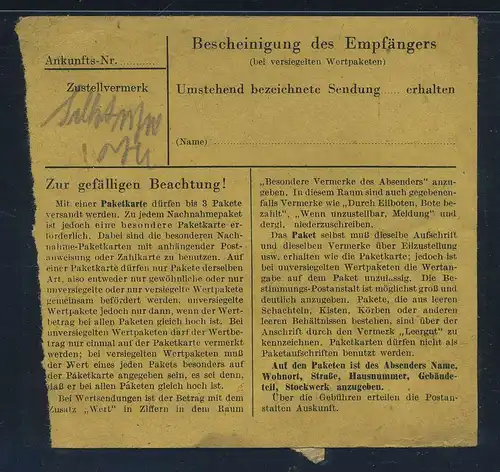 Ankunfts-Nr. ..........
Zustellvermerk
Bescheinigung des Empfängers
(bei versiegelten Wertpaketen)
Umstehend bezeichnete Sendung ..... erhalten
(Name)
Zur gefälligen Beachtung!
Mit einer Paketkarte dürfen bis 3 Pakete
versandt werden. Zu jedem Nachnahmepaket
ist jedoch eine besondere Paketkarte er-
forderlich. Dabei sind die besonderen Nach-
nahme-Paketkarten mit anhängender Post-
anweisung oder Zahlkarte zu benutzen. Auf
einer Paketkarte dürfen nur Pakete derselben
Art, also entweder nur gewöhnliche oder nur
unversiegelte oder nur versiegelte Wertpakete
gemeinsam befördert werden, unversiegelte
Wertpakete jedoch nur dann, wenn der Wert-
betrag bei allen Paketen gleich hoch ist. Bei
unversiegelten Wertpaketen darf der Wertbe-
trag nur einmal auf der Paketkarte vermerkt
werden; bei versiegelten Wertpaketen muß
der Wert eines jeden Pakets besonders auf
der Paketkarte angegeben sein, es sei denn,
daß er bei allen Paketen gleich hoch ist.
Bei Wertsendungen ist der Betrag mit dem
Zusatz „Wert" in Ziffern in dem Raum
„Besondere Vermerke des Absenders" anzu-
geben. In diesem Raum sind auch gegebenen-
falls Vermerke wie „Durch Eilboten, Bote be-
zahlt", „Wenn unzustellbar, Meldung" und
dergl. niederzuschreiben.
Das Paket selbst muß dieselbe Aufschrift
und dieselben Vermerke über Eilzustellung
usw. erhalten wie die Paketkarte; jedoch ist
bei unversiegelten Wertpaketen die Wertan-
gabe auf dem Paket unzulässig. Die Be-
stimmungs-Postanstalt ist möglichst groß und
deutlich anzugeben. Pakete, die aus leeren
Schachteln, Kisten, Körben oder anderen
leeren Behältnissen bestehen, sind über der
Anschrift durch den Vermerk „Leergut" zu
kennzeichnen. Paketkarten dürfen nicht als
Paketaufschriften benutzt werden.
Auf den Paketen ist des Absenders Name,
Wohnort, Straße, Hausnummer, Gebäude-
teil, Stockwerk anzugeben.
Über die Gebühren erteilen die Postan-
stalten Auskunft.